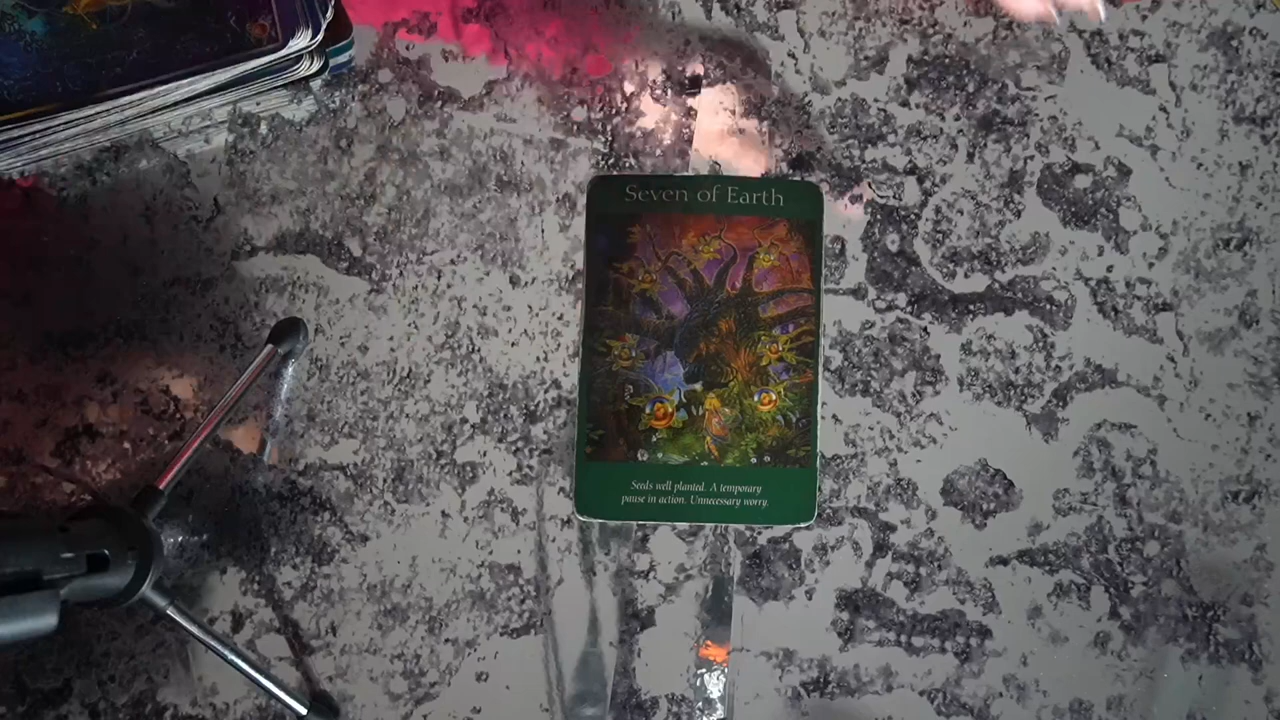 Seven of Earth
Seeds well planted. A temporary
pause in action. Unnecessary worry.